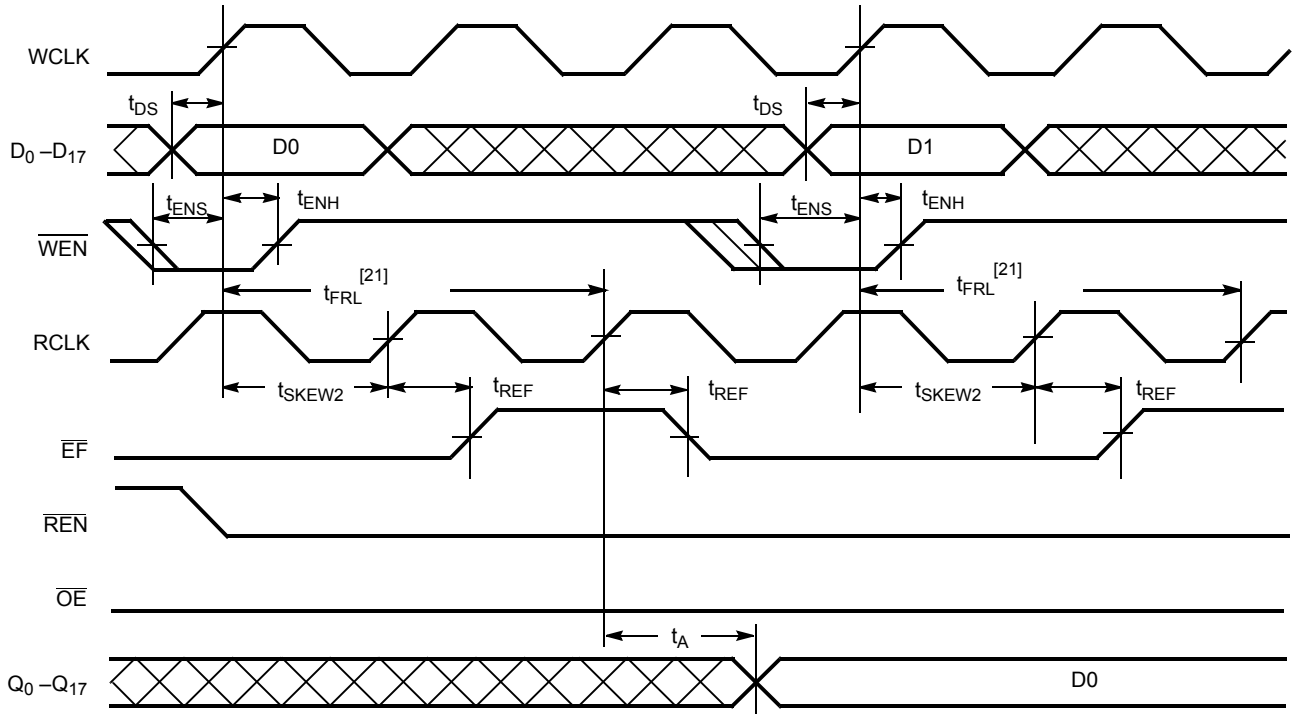 WCLK
tDS tDS
D0 –D17 D0 D1
tENS tENH tENS tENH
WEN
tFRL[21] tFRL[21]
RCLK
tSKEW2 tREF tREF tSKEW2 tREF
EF
REN
OE
tA
Q0 –Q17 D0